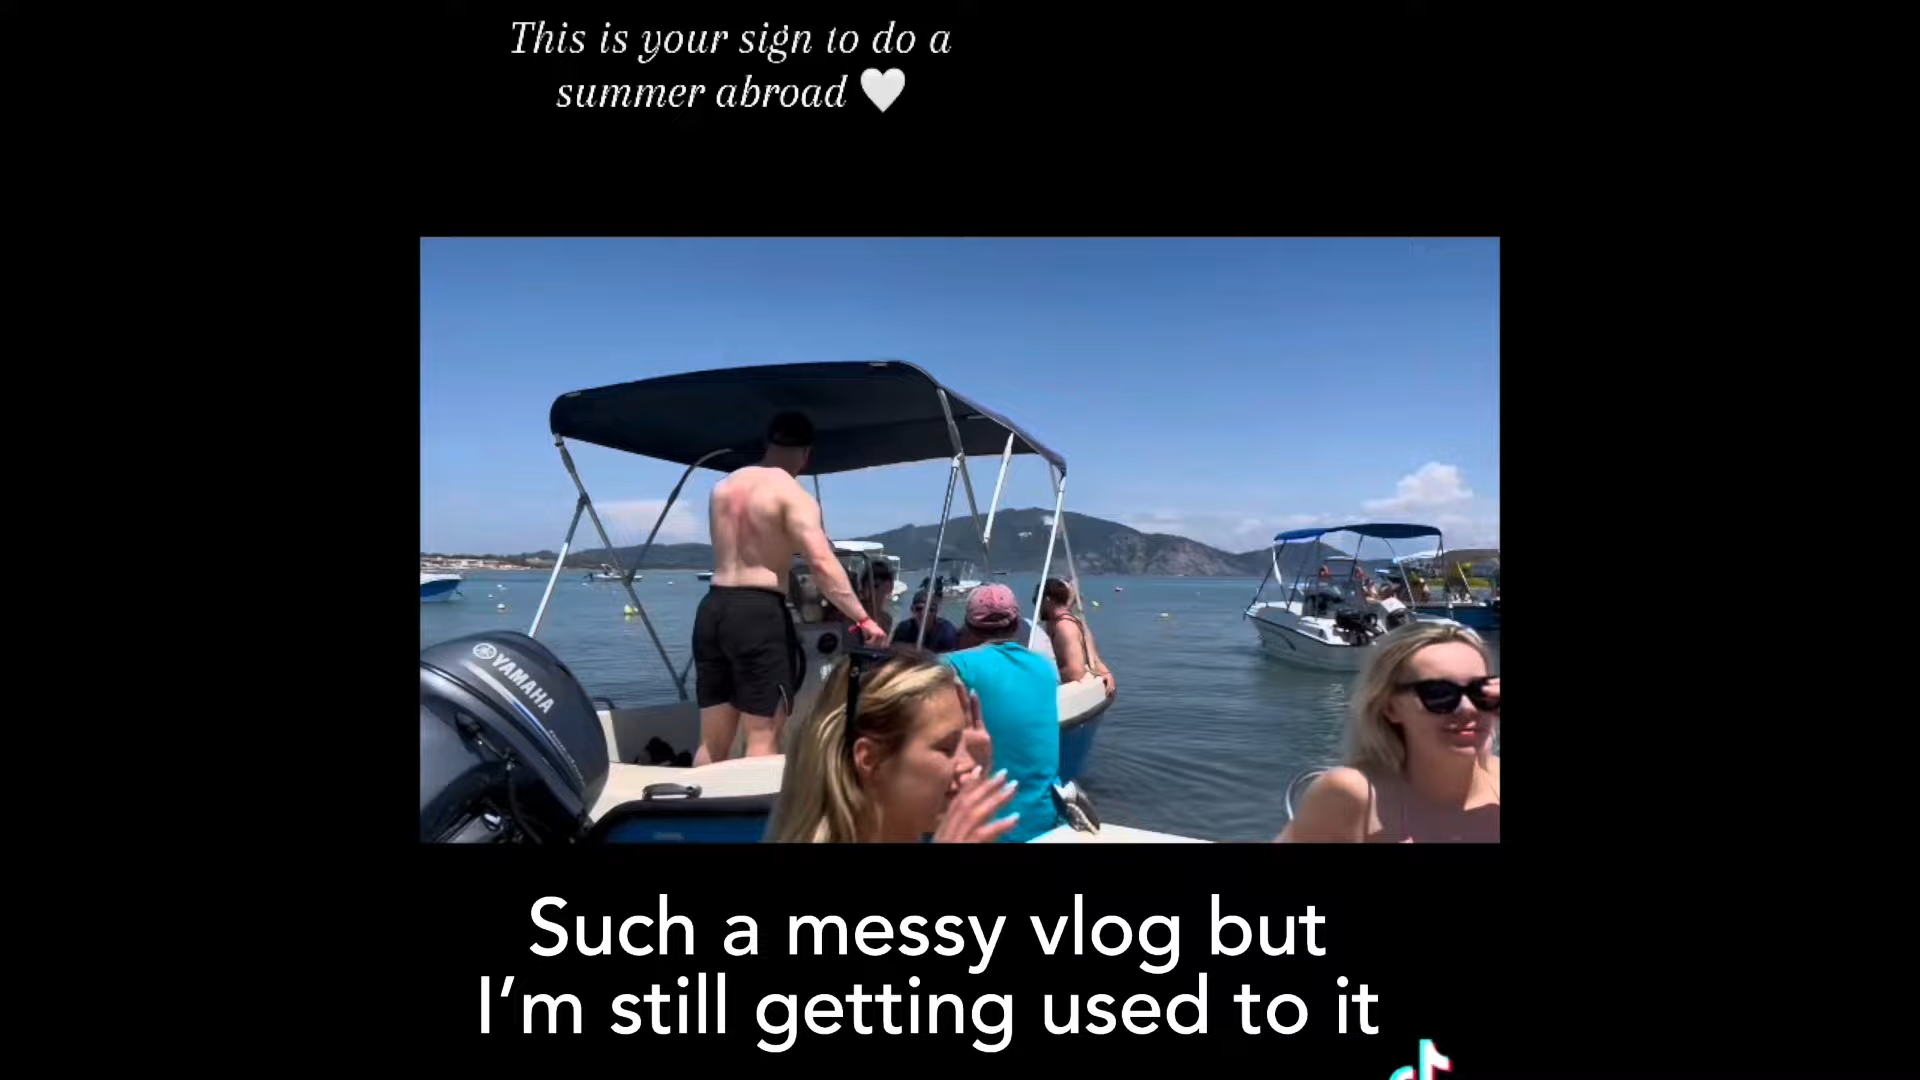 This is your sign to do a
summer abroad 🤍
YAMAHA
Such a messy vlog but
I'm still getting used to it